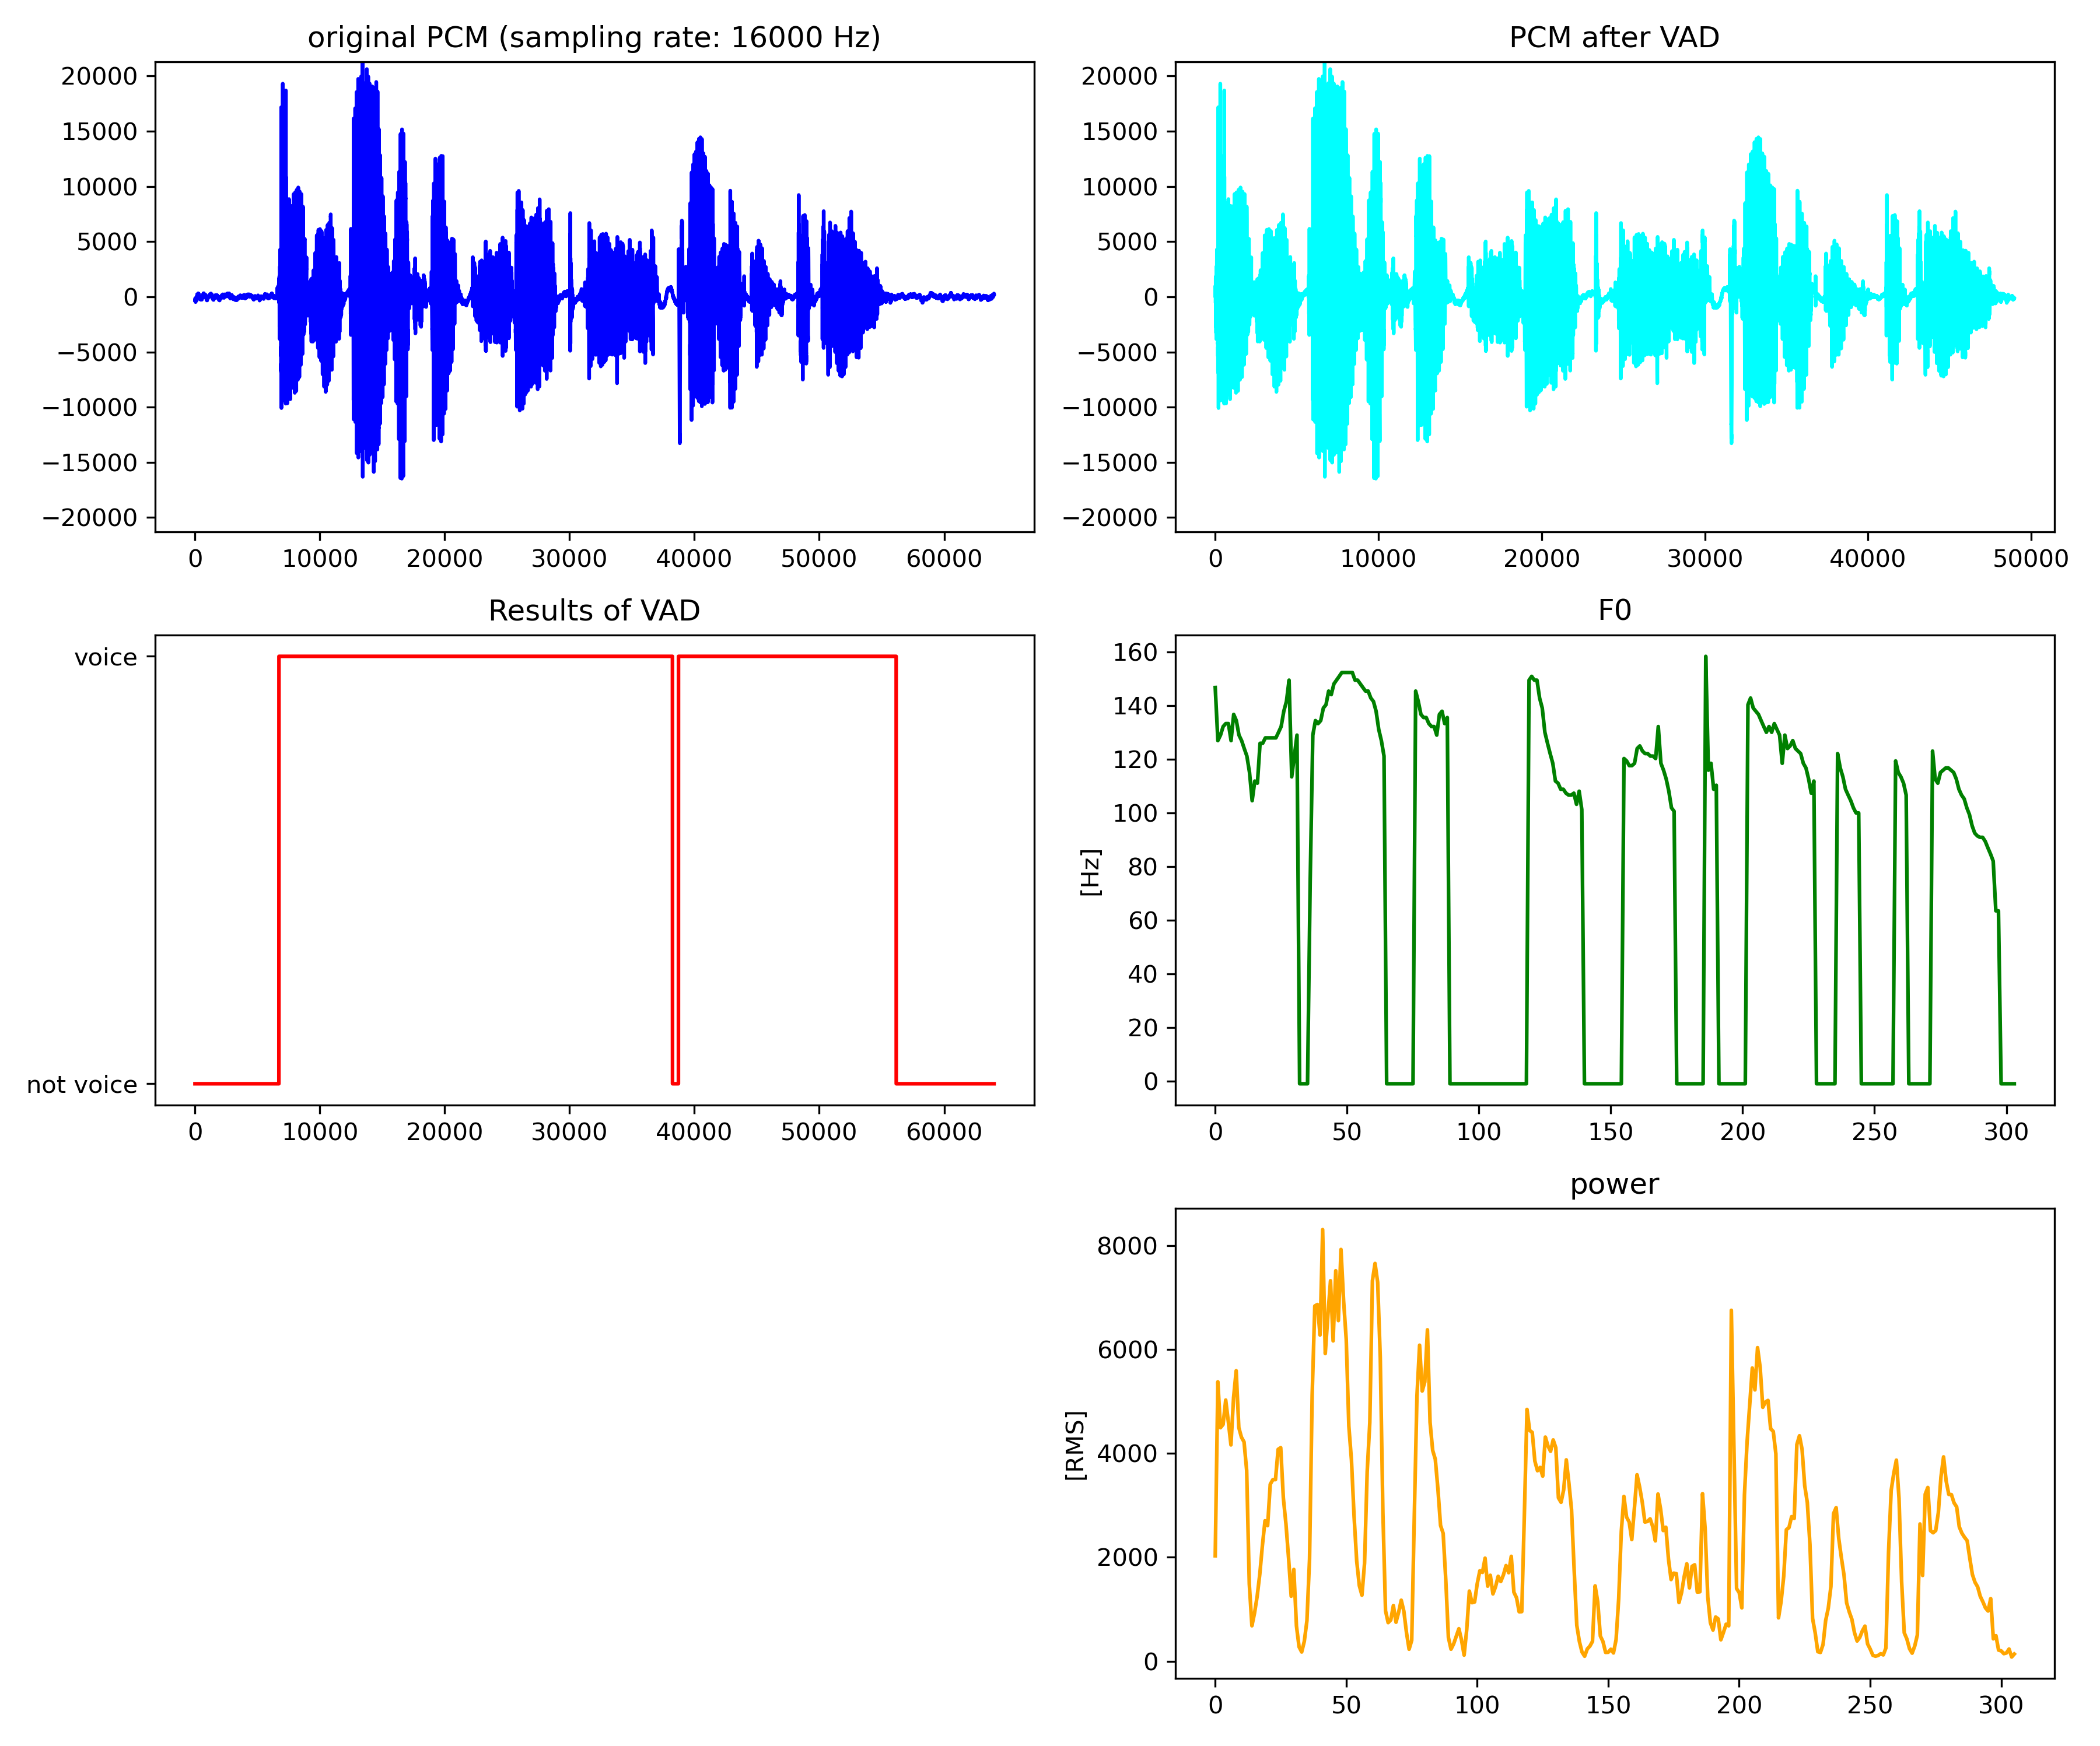 original PCM (sampling rate: 16000 Hz)
20000
15000
10000
5000
0
−5000
−10000
−15000
−20000
0 10000 20000 30000 40000 50000 60000
PCM after VAD
20000
15000
10000
5000
0
−5000
−10000
−15000
−20000
0 10000 20000 30000 40000 50000
Results of VAD
voice
not voice
0 10000 20000 30000 40000 50000 60000
F0
[Hz]
160
140
120
100
80
60
40
20
0
0 50 100 150 200 250 300
power
[RMS]
8000
6000
4000
2000
0
0 50 100 150 200 250 300